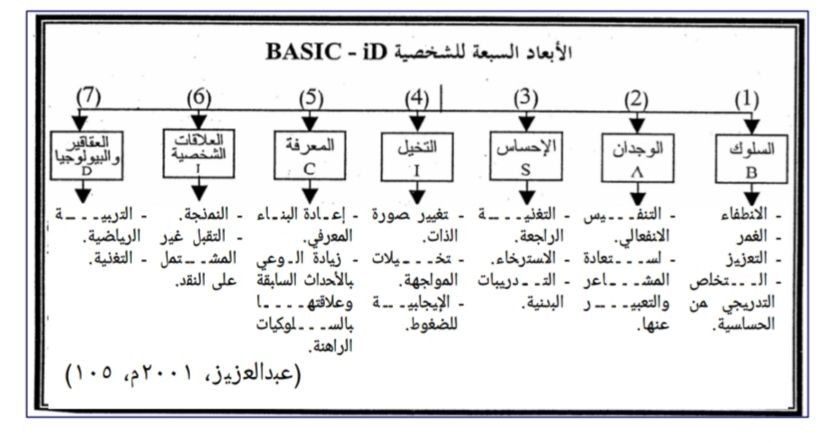 الأبعاد السبعة للشخصية BASIC - iD
(1)
(2)
(3)
(4)
(5)
(6)
(7)
السلوك
B
الوجدان
Λ
الإحساس
S
التخيل
I
المعرفة
C
العلاقات
الشخصية
I
العقاقير
والبيولوجيا
D
- الانطفاء
- الغمر
- التعزيز
- التخلص
التدريجي من
الحساسية.
- التنفيس
الانفعالي.
- استعادة
المشاعر
والتعبير
عنها.
- التغذية
الراجعة.
- الاسترخاء.
- التدريبات
البدنية.
- تغيير صورة
الذات.
- تخيلات
المواجهة.
- الإيجابية
للضغوط.
- إعادة البناء
المعرفي.
- زيادة الوعي
بالأحداث السابقة
وعلاقتها
بالسلوكيات
الراهنة.
- النمذجة.
- التقبل غير
المشتمل
على النقد.
- التربية
الرياضية.
- التغذية.
(عبدالعزيز، ٢٠٠١م، ١٠٥)